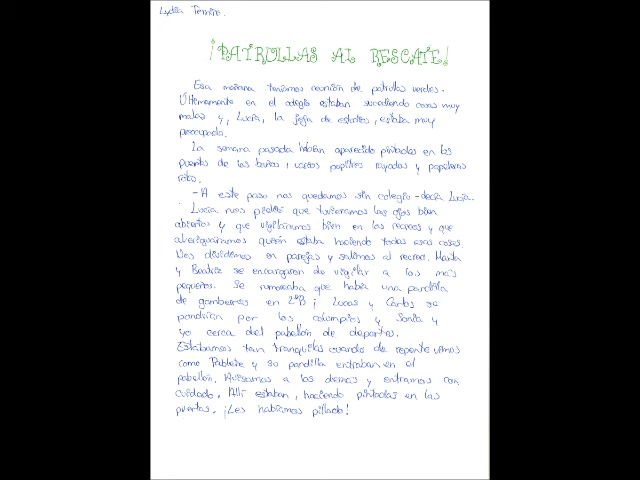 Lydia
¡PATRULLAS AL RESCATE!
Esa mañana teníamos reunión de patrullas verdes.
Últimamente en el colegio estaban sucediendo cosas muy
malas y, Lucía, la jefa de estudios, estaba muy
preocupada.
La semana pasada habían aparecido pintadas en las
puertas de los baños, varios pupitres rayados y papeleras
rotas.
-A este paso nos quedamos sin colegio -decía Lucía.
Lucía nos pidió que tuvieramos los ojos bien
abiertos y que vigiláramos bien en los recreos y que
averiguáramos quién estaba haciendo todas esas cosas
Nos dividimos en parejas y salimos al recreo. Marta
y Beatriz se encargaron de vigilar a los más
pequeños. Se rumoreaba que había una pandilla
de gamberros en 2ºB ¡ Lucas y Carlos se
pondrían por los columpios y Sonia y
yo cerca del pabellón de deportes.
Estábamos tan tranquilas cuando de repente vimos
como Pablete y su pandilla entraban en el
pabellón. Avisamos a los demás y entramos con
cuidado. Allí estaban, haciendo pintadas en las
puertas. ¡Les habíamos pillado!